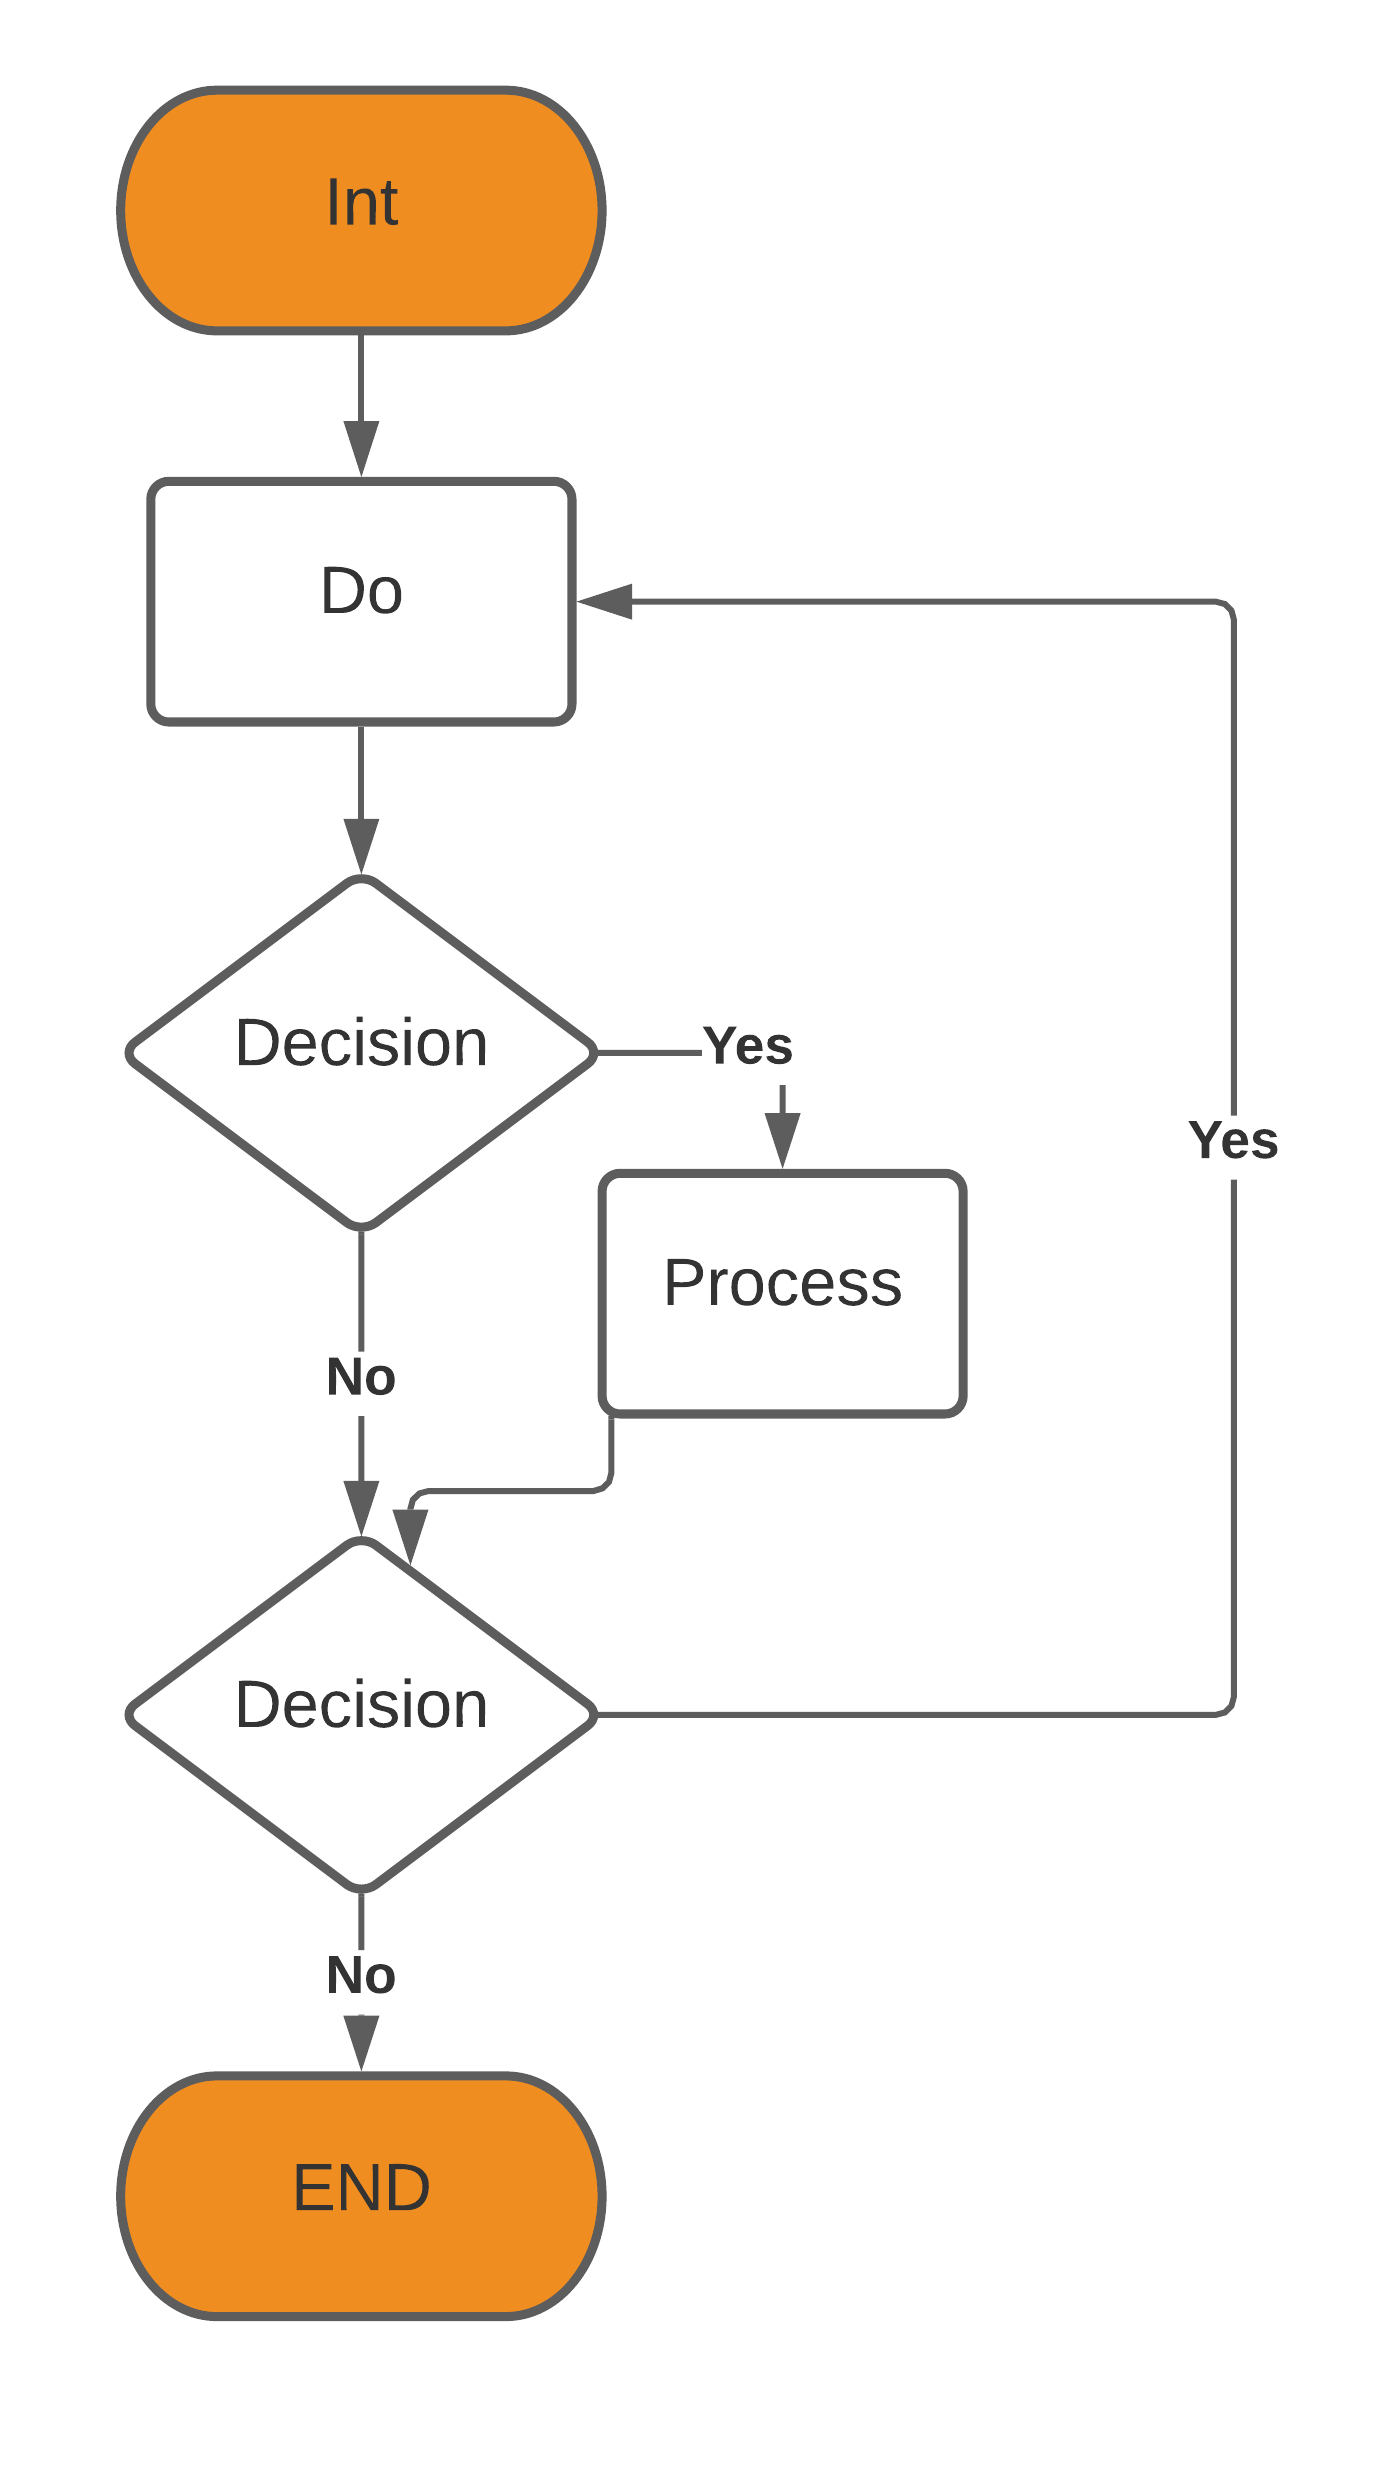 Int
Do
Decision
Yes
Yes
Process
No
Decision
No
END